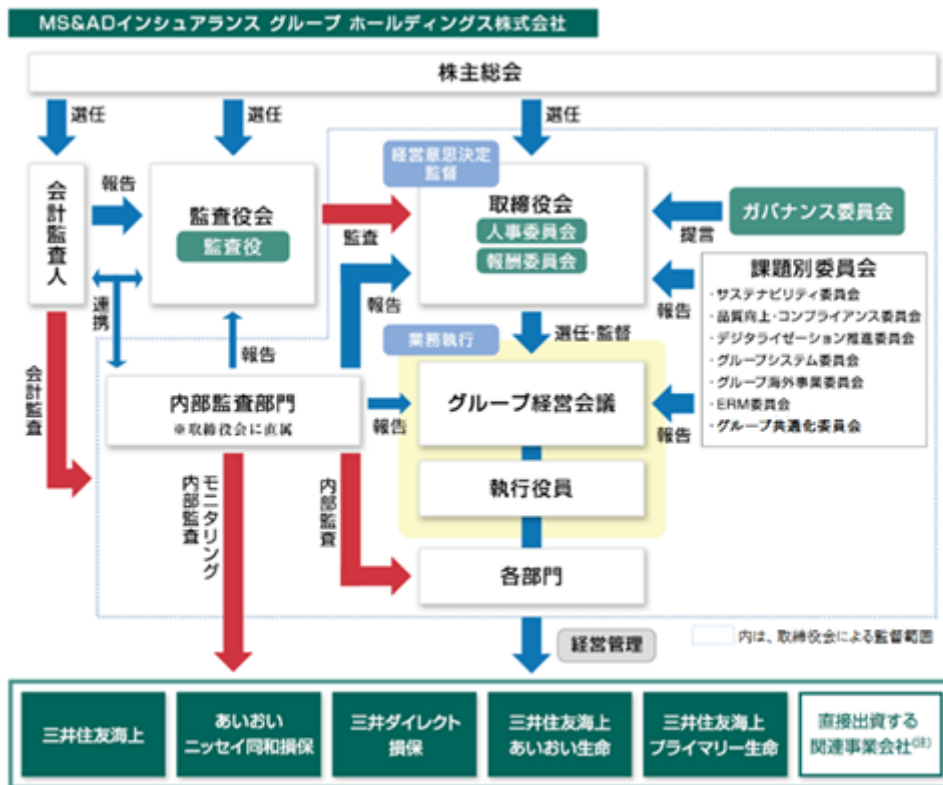 MS&ADインシュアランス グループ ホールディングス株式会社
株主総会
選任
選任
選任
経営意思決定
監督
会計監査人
報告
監査役会
監査役
監査
取締役会
人事委員会
報酬委員会
ガバナンス委員会
提言
課題別委員会
・サステナビリティ委員会
・品質向上・コンプライアンス委員会
・デジタライゼーション推進委員会
・グループシステム委員会
・グループ海外事業委員会
・ERM委員会
・グループ共通化委員会
報告
連携
報告
報告
業務執行
選任・監督
会計監査
内部監査部門
※取締役会に直属
報告
グループ経営会議
報告
執行役員
モニタリング
内部監査
内部監査
各部門
経営管理
内は、取締役会による監督範囲
三井住友海上
あいおい
ニッセイ同和損保
三井ダイレクト
損保
三井住友海上
あいおい生命
三井住友海上
プライマリー生命
直接出資する
関連事業会社(注)